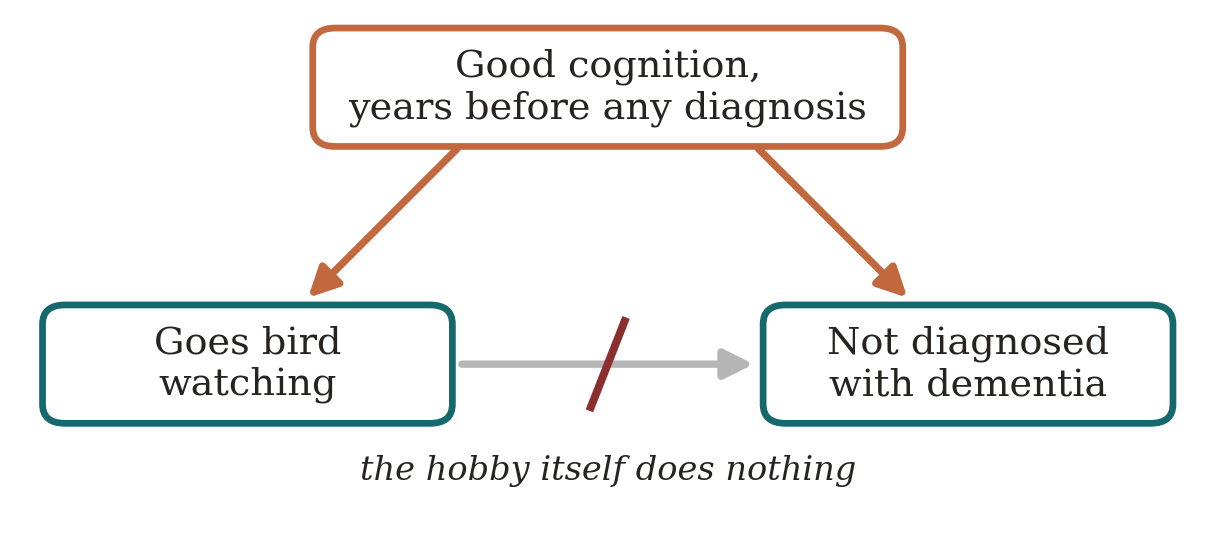 Good cognition,
years before any diagnosis
Goes bird
watching
Not diagnosed
with dementia
the hobby itself does nothing